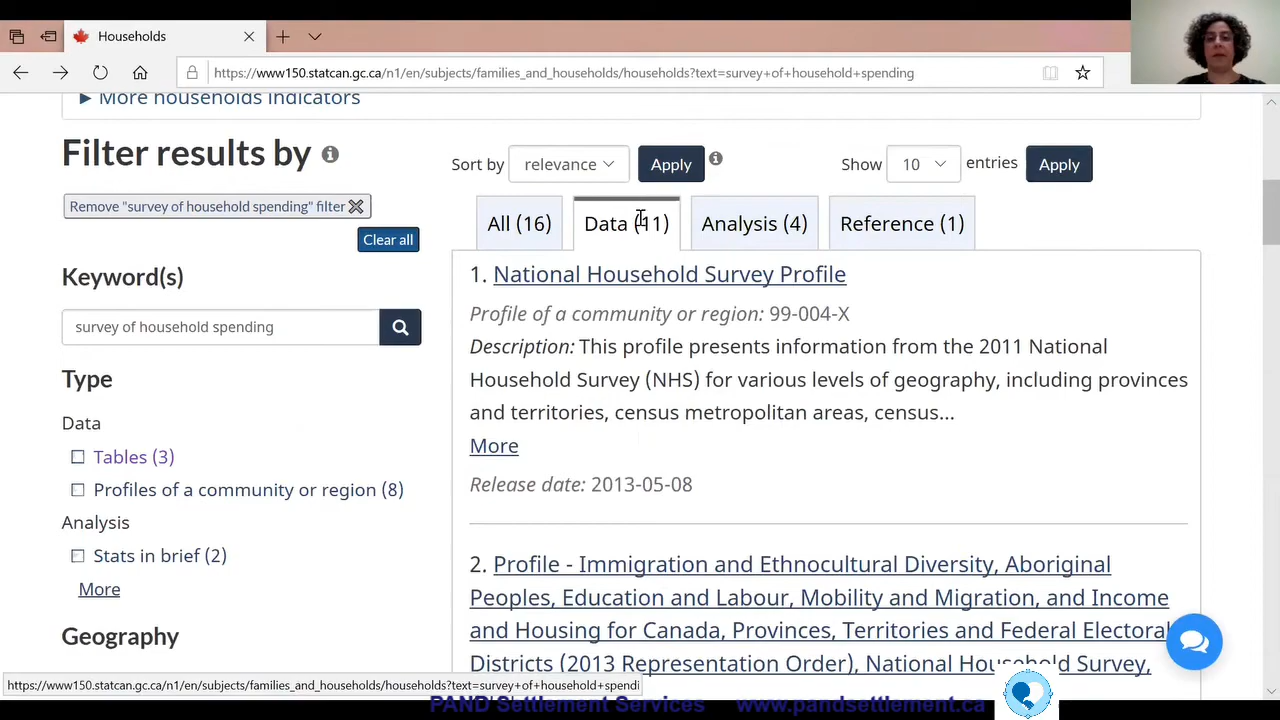 Households
https://www150.statcan.gc.ca/n1/en/subjects/families_and_households/households?text=survey+of+household+spending
More households indicators
Filter results by
Remove "survey of household spending" filter
Clear all
Keyword(s)
survey of household spending
Type
Data
Tables (3)
Profiles of a community or region (8)
Analysis
Stats in brief (2)
More
Geography
Sort by relevance Apply Show 10 entries Apply
All (16) Data (11) Analysis (4) Reference (1)
1. National Household Survey Profile
Profile of a community or region: 99-004-X
Description: This profile presents information from the 2011 National
Household Survey (NHS) for various levels of geography, including provinces
and territories, census metropolitan areas, census...
More
Release date: 2013-05-08
2. Profile - Immigration and Ethnocultural Diversity, Aboriginal
Peoples, Education and Labour, Mobility and Migration, and Income
and Housing for Canada, Provinces, Territories and Federal Electoral
Districts (2013 Representation Order), National Household Survey,
https://www150.statcan.gc.ca/n1/en/subjects/families_and_households/households?text=survey+of+household+spendi
PAND Settlement Services www.pandsettlement.ca